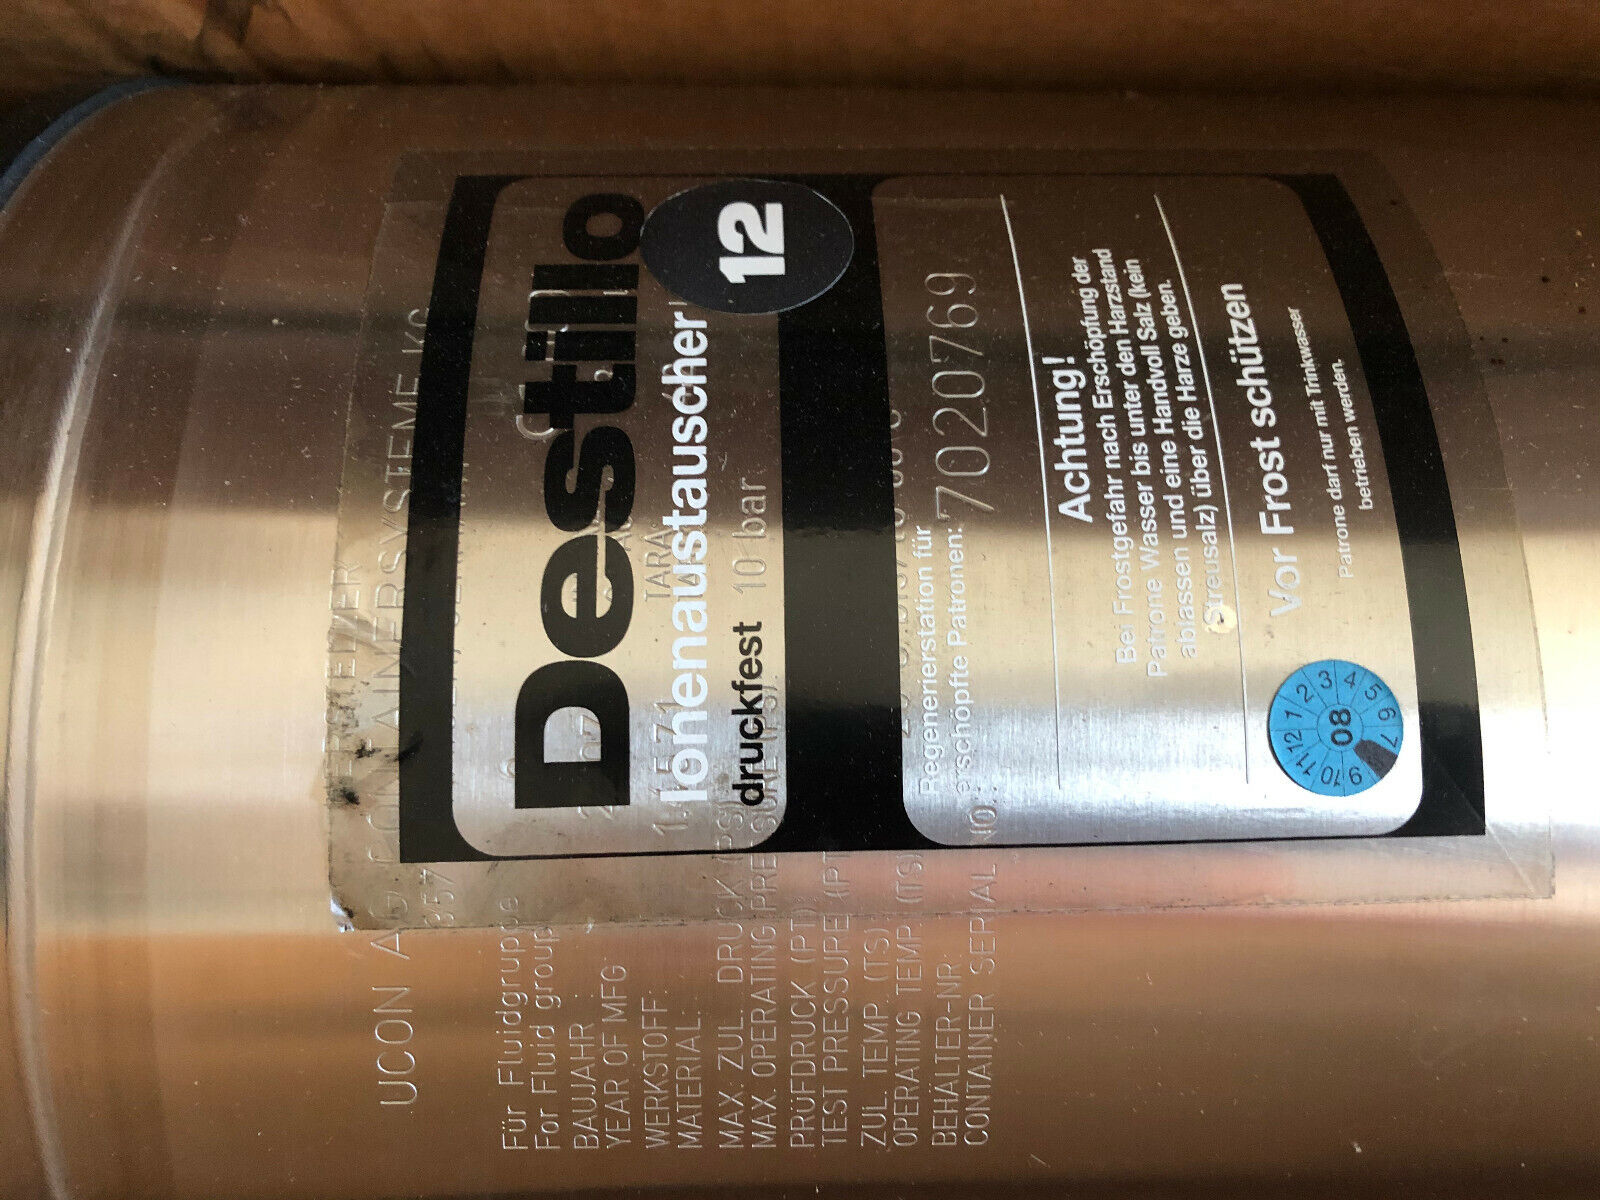 Destillo
12
Ionenaustauscher
druckfest 10 bar
Regenerierstation für
erschöpfte Patronen:
7020769
Achtung!
Bei Frostgefahr nach Erschöpfung der
Patrone Wasser bis unter den Harzstand
ablassen und eine Handvoll Salz (kein
Streusalz) über die Harze geben.
Vor Frost schützen
Patrone darf nur mit Trinkwasser
betrieben werden.
12 1 2 3 4 5 6 7 9 10 11
08
HERSTELLER
UCON AG CONTAINERSYSTEME KG
Für Fluidgruppe
For Fluid group
BAUJAHR
YEAR OF MFG
WERKSTOFF:
MATERIAL:
TARA:
MAX. ZUL. DRUCK (PS)
MAX. OPERATING PRESSURE (PS).
PRÜFDRUCK (PT)
TEST PRESSURE (PT
ZUL. TEMP. (TS)
OPERATING TEMP. (TS)
BEHÄLTER-NR.
CONTAINER SERIAL NO.: